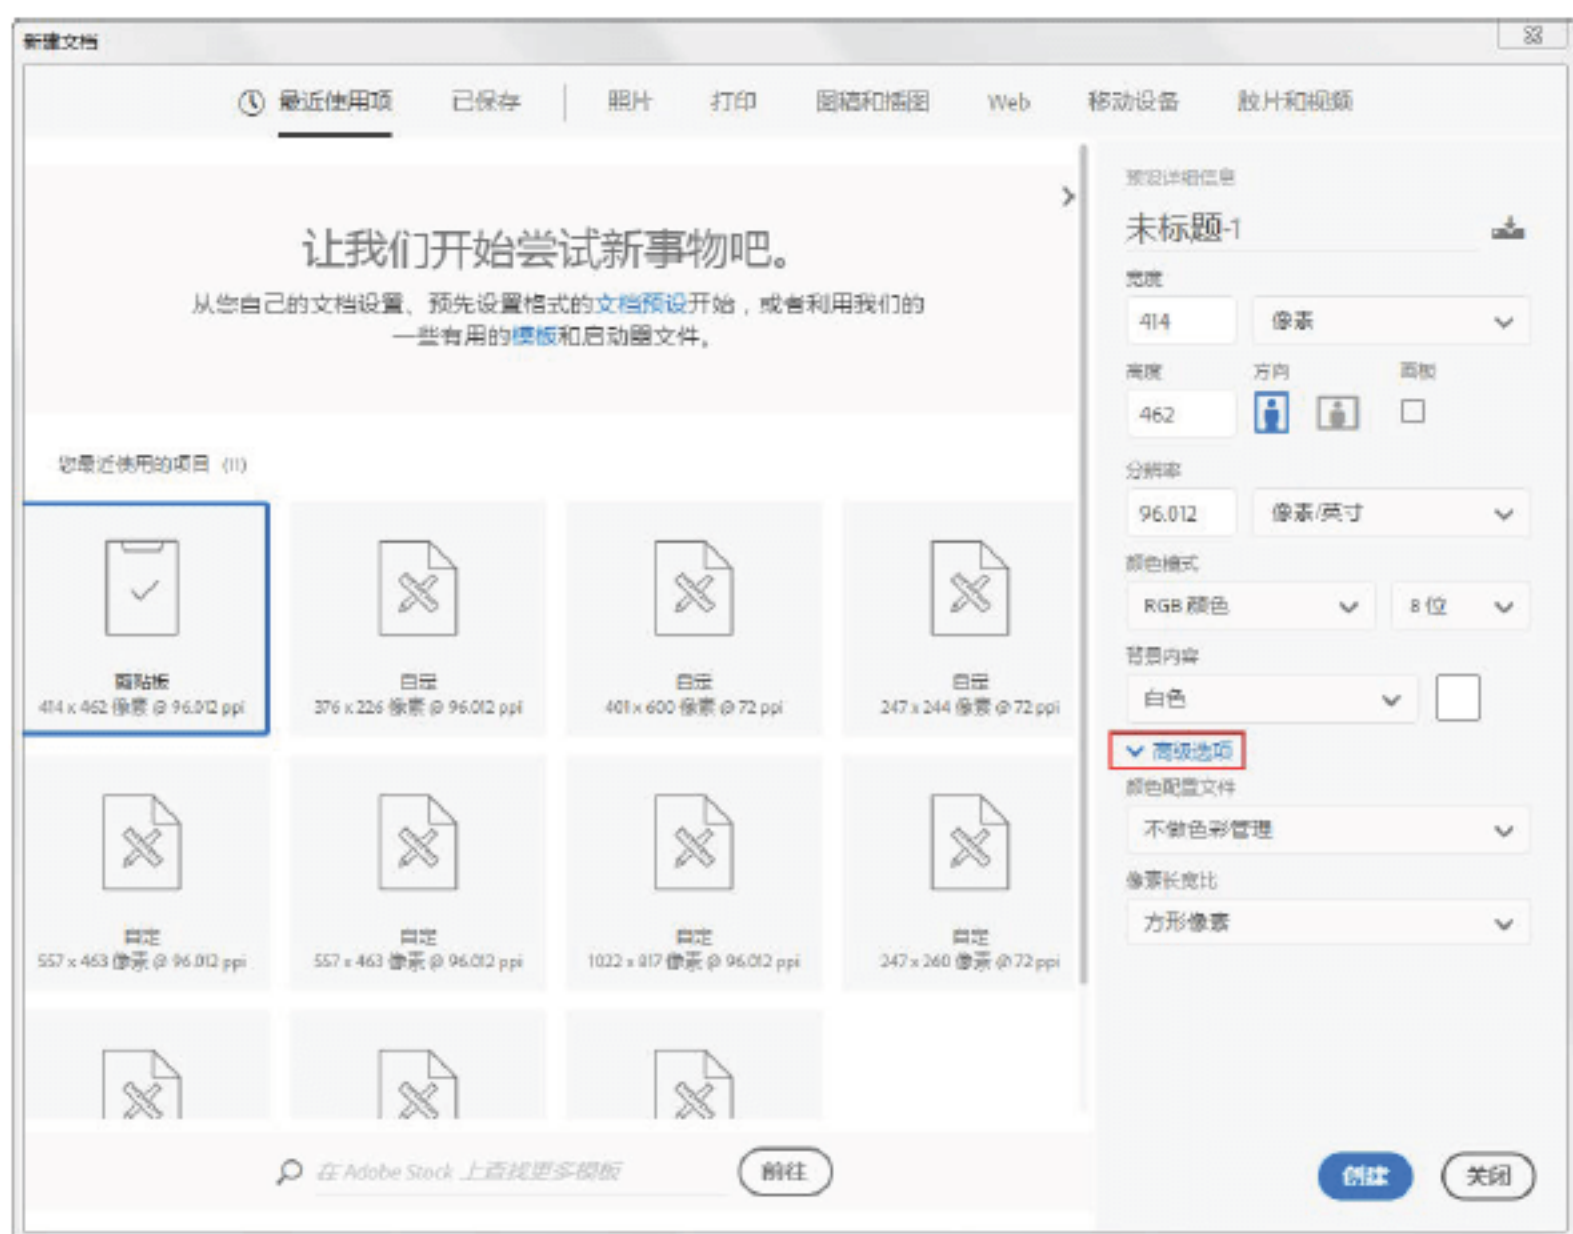 新建文档
最近使用项 已保存 照片 打印 图稿和插图 Web 移动设备 胶片和视频
让我们开始尝试新事物吧。
从您自己的文档设置、预先设置格式的文档预设开始，或者利用我们的
一些有用的模板和启动器文件。
您最近使用的项目 (11)
剪贴板
414 x 462 像素 @ 96.012 ppi
自定
376 x 226 像素 @ 96.012 ppi
自定
401 x 600 像素 @ 72 ppi
自定
247 x 244 像素 @ 72 ppi
自定
557 x 463 像素 @ 96.012 ppi
自定
557 x 463 像素 @ 96.012 ppi
自定
1022 x 817 像素 @ 96.012 ppi
自定
247 x 260 像素 @ 72 ppi
在 Adobe Stock 上查找更多模板 前往
预设详细信息
未标题-1
宽度
414 像素
高度 方向 画板
462
分辨率
96.012 像素/英寸
颜色模式
RGB 颜色 8 位
背景内容
白色
高级选项
颜色配置文件
不做色彩管理
像素长宽比
方形像素
创建 关闭